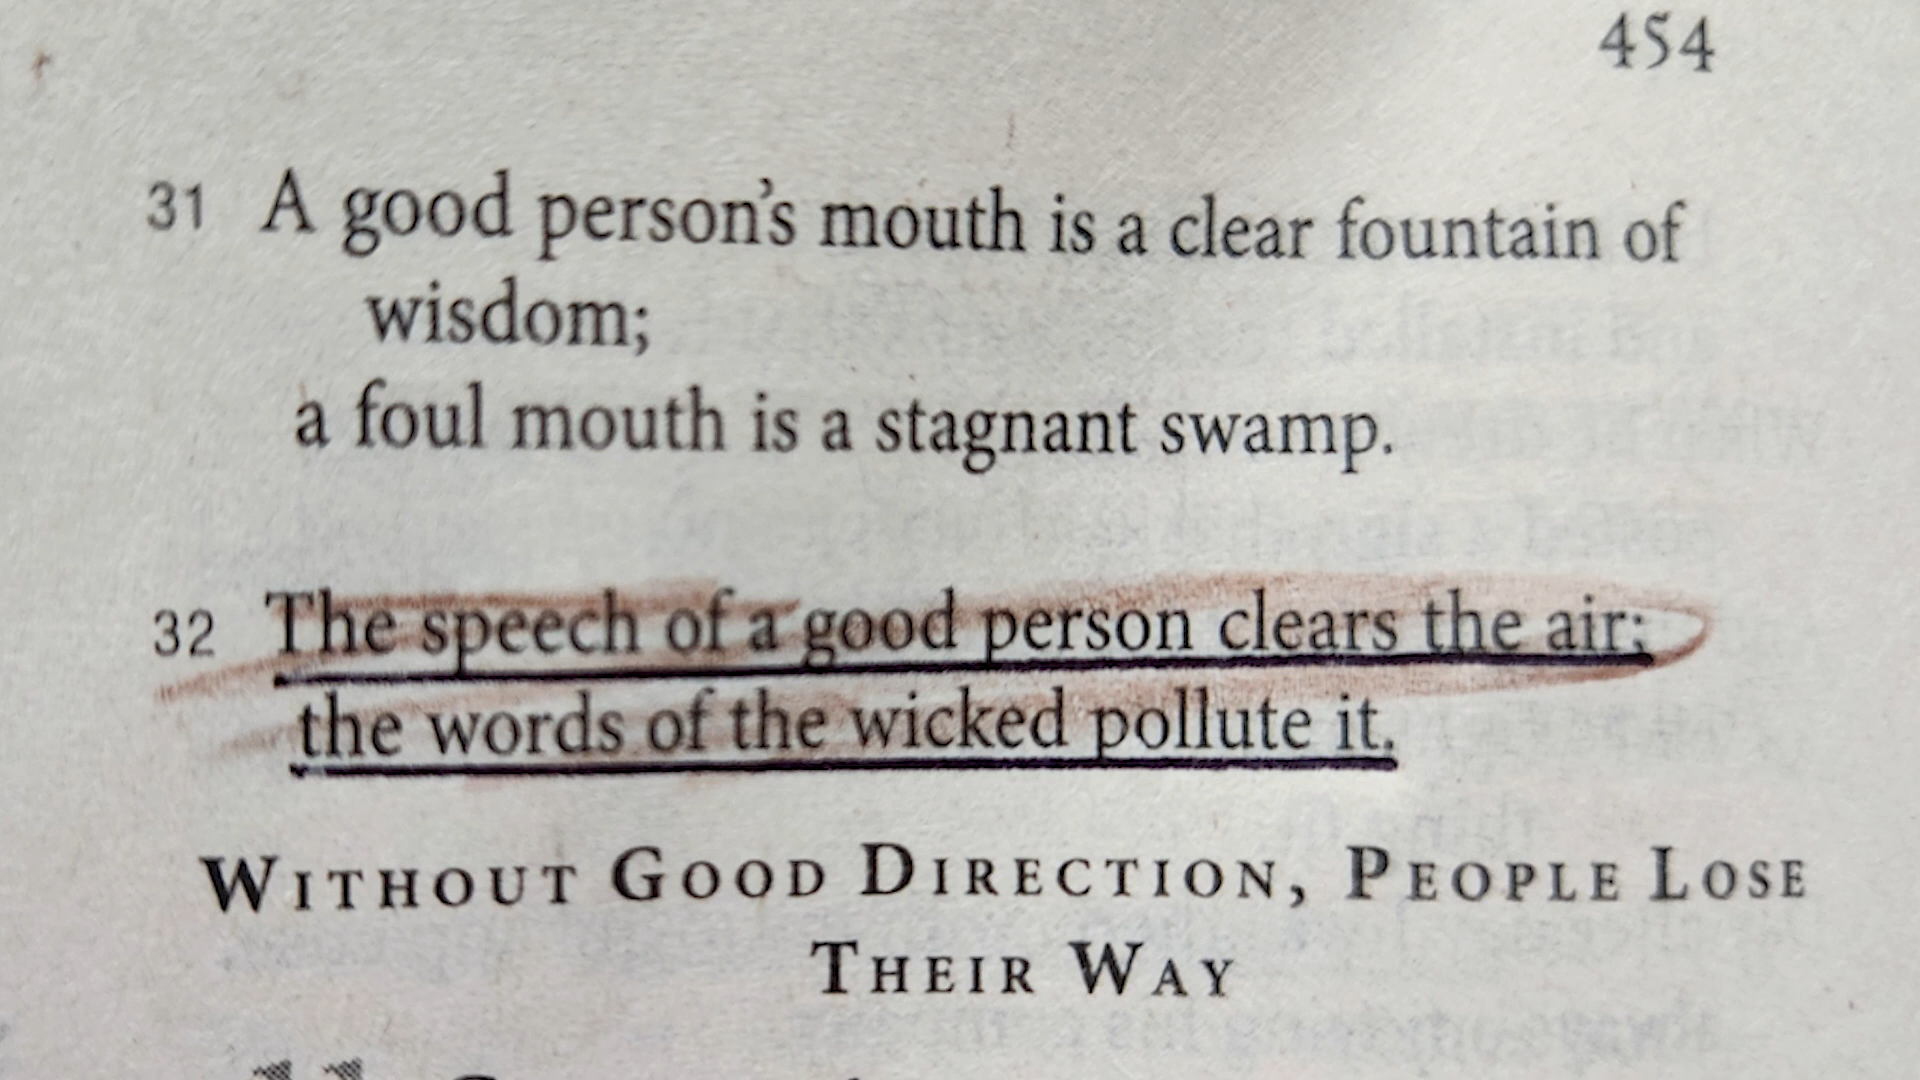 454
31 A good person's mouth is a clear fountain of
wisdom;
a foul mouth is a stagnant swamp.
32 The speech of a good person clears the air;
the words of the wicked pollute it.
WITHOUT GOOD DIRECTION, PEOPLE LOSE
THEIR WAY